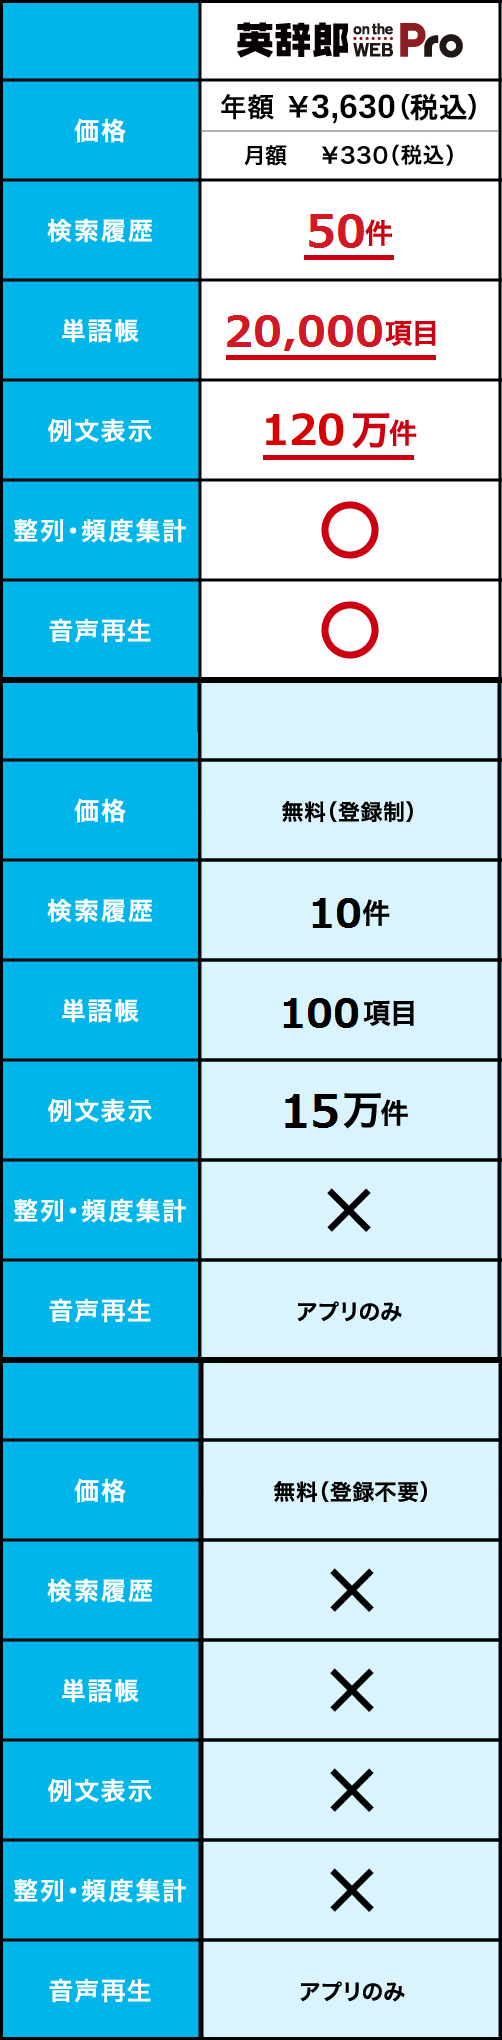 英辞郎 on the WEB Pro
価格
年額 ￥3,630（税込）
月額 ￥330（税込）
検索履歴 50件
単語帳 20,000項目
例文表示 120万件
整列・頻度集計 ○
音声再生 ○
価格 無料（登録制）
検索履歴 10件
単語帳 100項目
例文表示 15万件
整列・頻度集計 ×
音声再生 アプリのみ
価格 無料（登録不要）
検索履歴 ×
単語帳 ×
例文表示 ×
整列・頻度集計 ×
音声再生 アプリのみ